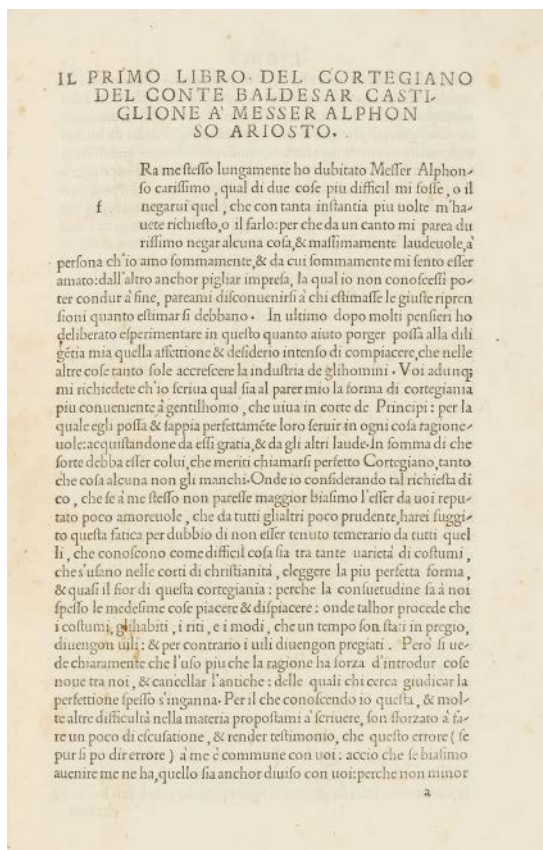 IL PRIMO LIBRO· DEL CORTEGIANO
DEL CONTE BALDESAR CASTI-
GLIONE A' MESSER ALPHON
SO ARIOSTO.
f
Ra me ſteſſo lungamente ho dubitato Meſſer Alphon-
ſo cariſſimo, qual di due coſe piu difficil mi foſſe, o il
negarui quel, che con tanta inſtantia piu uolte m'ha-
uete richieſto, o il farlo: per che da un canto mi parea du
riſſimo negar alcuna coſa, & maſſimamente laudeuole, à
perſona ch'io amo ſommamente, & da cui ſommamente mi ſento eſſer
amato: dall'altro anchor pigliar impreſa, la qual io non conoſceſſi po-
ter condur à fine, pareami diſconuenirſi à chi eſtimaſſe le giuſte ripren
ſioni quanto eſtimar ſi debbano. In ultimo dopo molti penſieri ho
deliberato eſperimentare in queſto quanto aiuto porger poſſa alla dili
gẽtia mia quella affettione & deſiderio intenſo di compiacere, che nelle
altre coſe tanto ſole accreſcere la induſtria de glihomini. Voi adunq;
mi richiedete ch'io ſcriua qual ſia al parer mio la forma di cortegiania
piu conueniente à gentilhomo, che uiua in corte de Principi: per la
quale egli poſſa & ſappia perfettamẽte loro ſeruir in ogni coſa ragione-
uole: acquiſtandone da eſſi gratia, & da gli altri laude. In ſomma di che
ſorte debba eſſer colui, che meriti chiamarſi perfetto Cortegiano, tanto
che coſa alcuna non gli manchi. Onde io conſiderando tal richieſta di
co, che ſe à me ſteſſo non pareſſe maggior biaſimo l'eſſer da uoi repu-
tato poco amoreuole, che da tutti glialtri poco prudente, harei fuggi-
to queſta fatica per dubbio di non eſſer tenuto temerario da tutti quel
li, che conoſcono come difficil coſa ſia tra tante uarietà di coſtumi,
che s'uſano nelle corti di chriſtianità, eleggere la piu perfetta forma,
& quaſi il fior di queſta cortegiania: perche la conſuetudine fa à noi
ſpeſſo le medeſime coſe piacere & diſpiacere: onde talhor procede che
i coſtumi, glihabiti, i riti, e i modi, che un tempo ſon ſtati in pregio,
diuengon uili: & per contrario i uili diuengon pregiati. Però ſi ue-
de chiaramente che l'uſo piu che la ragione ha forza d'introdur coſe
noue tra noi, & cancellar l'antiche: delle quali chi cerca giudicar la
perfettione ſpeſſo s'inganna. Per il che conoſcendo io queſta, & mol-
te altre difficultà nella materia propoſtami à ſcriuere, ſon sforzato à fa-
re un poco di eſcuſatione, & render teſtimonio, che queſto errore (ſe
pur ſi po dir errore) à me è commune con uoi: accio che ſe biaſimo
auenire me ne ha, quello ſia anchor diuiſo con uoi: perche non minor
a